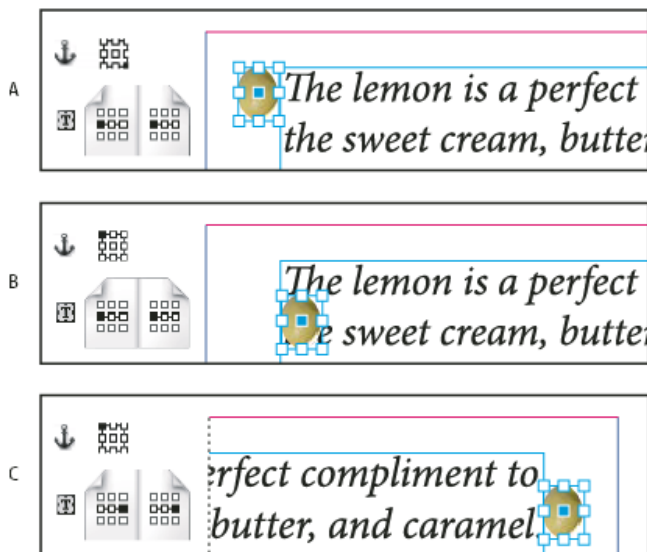 A
The lemon is a perfect
the sweet cream, butter
B
The lemon is a perfect
e sweet cream, butter
C
rfect compliment to
butter, and caramel.